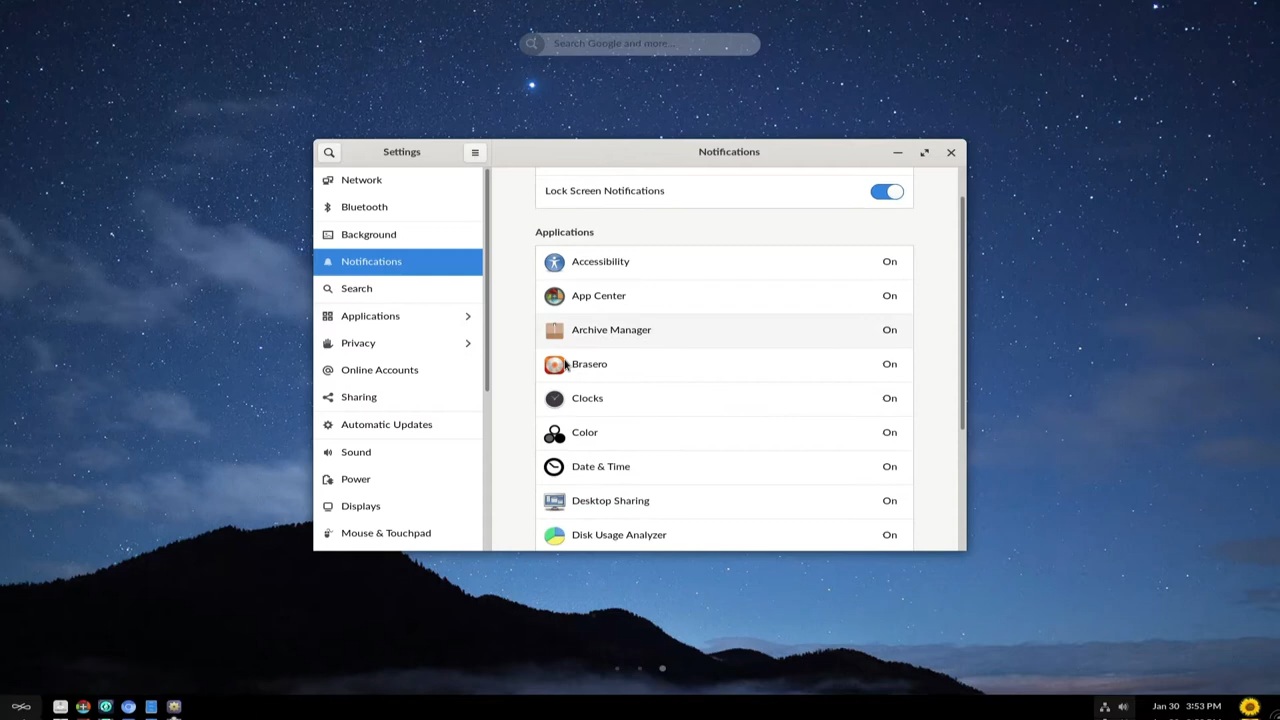 Search Google and more...
Settings
Notifications
Network
Bluetooth
Background
Notifications
Search
Applications
Privacy
Online Accounts
Sharing
Automatic Updates
Sound
Power
Displays
Mouse & Touchpad
Lock Screen Notifications
Applications
Accessibility On
App Center On
Archive Manager On
Brasero On
Clocks On
Color On
Date & Time On
Desktop Sharing On
Disk Usage Analyzer On
Jan 30 3:53 PM